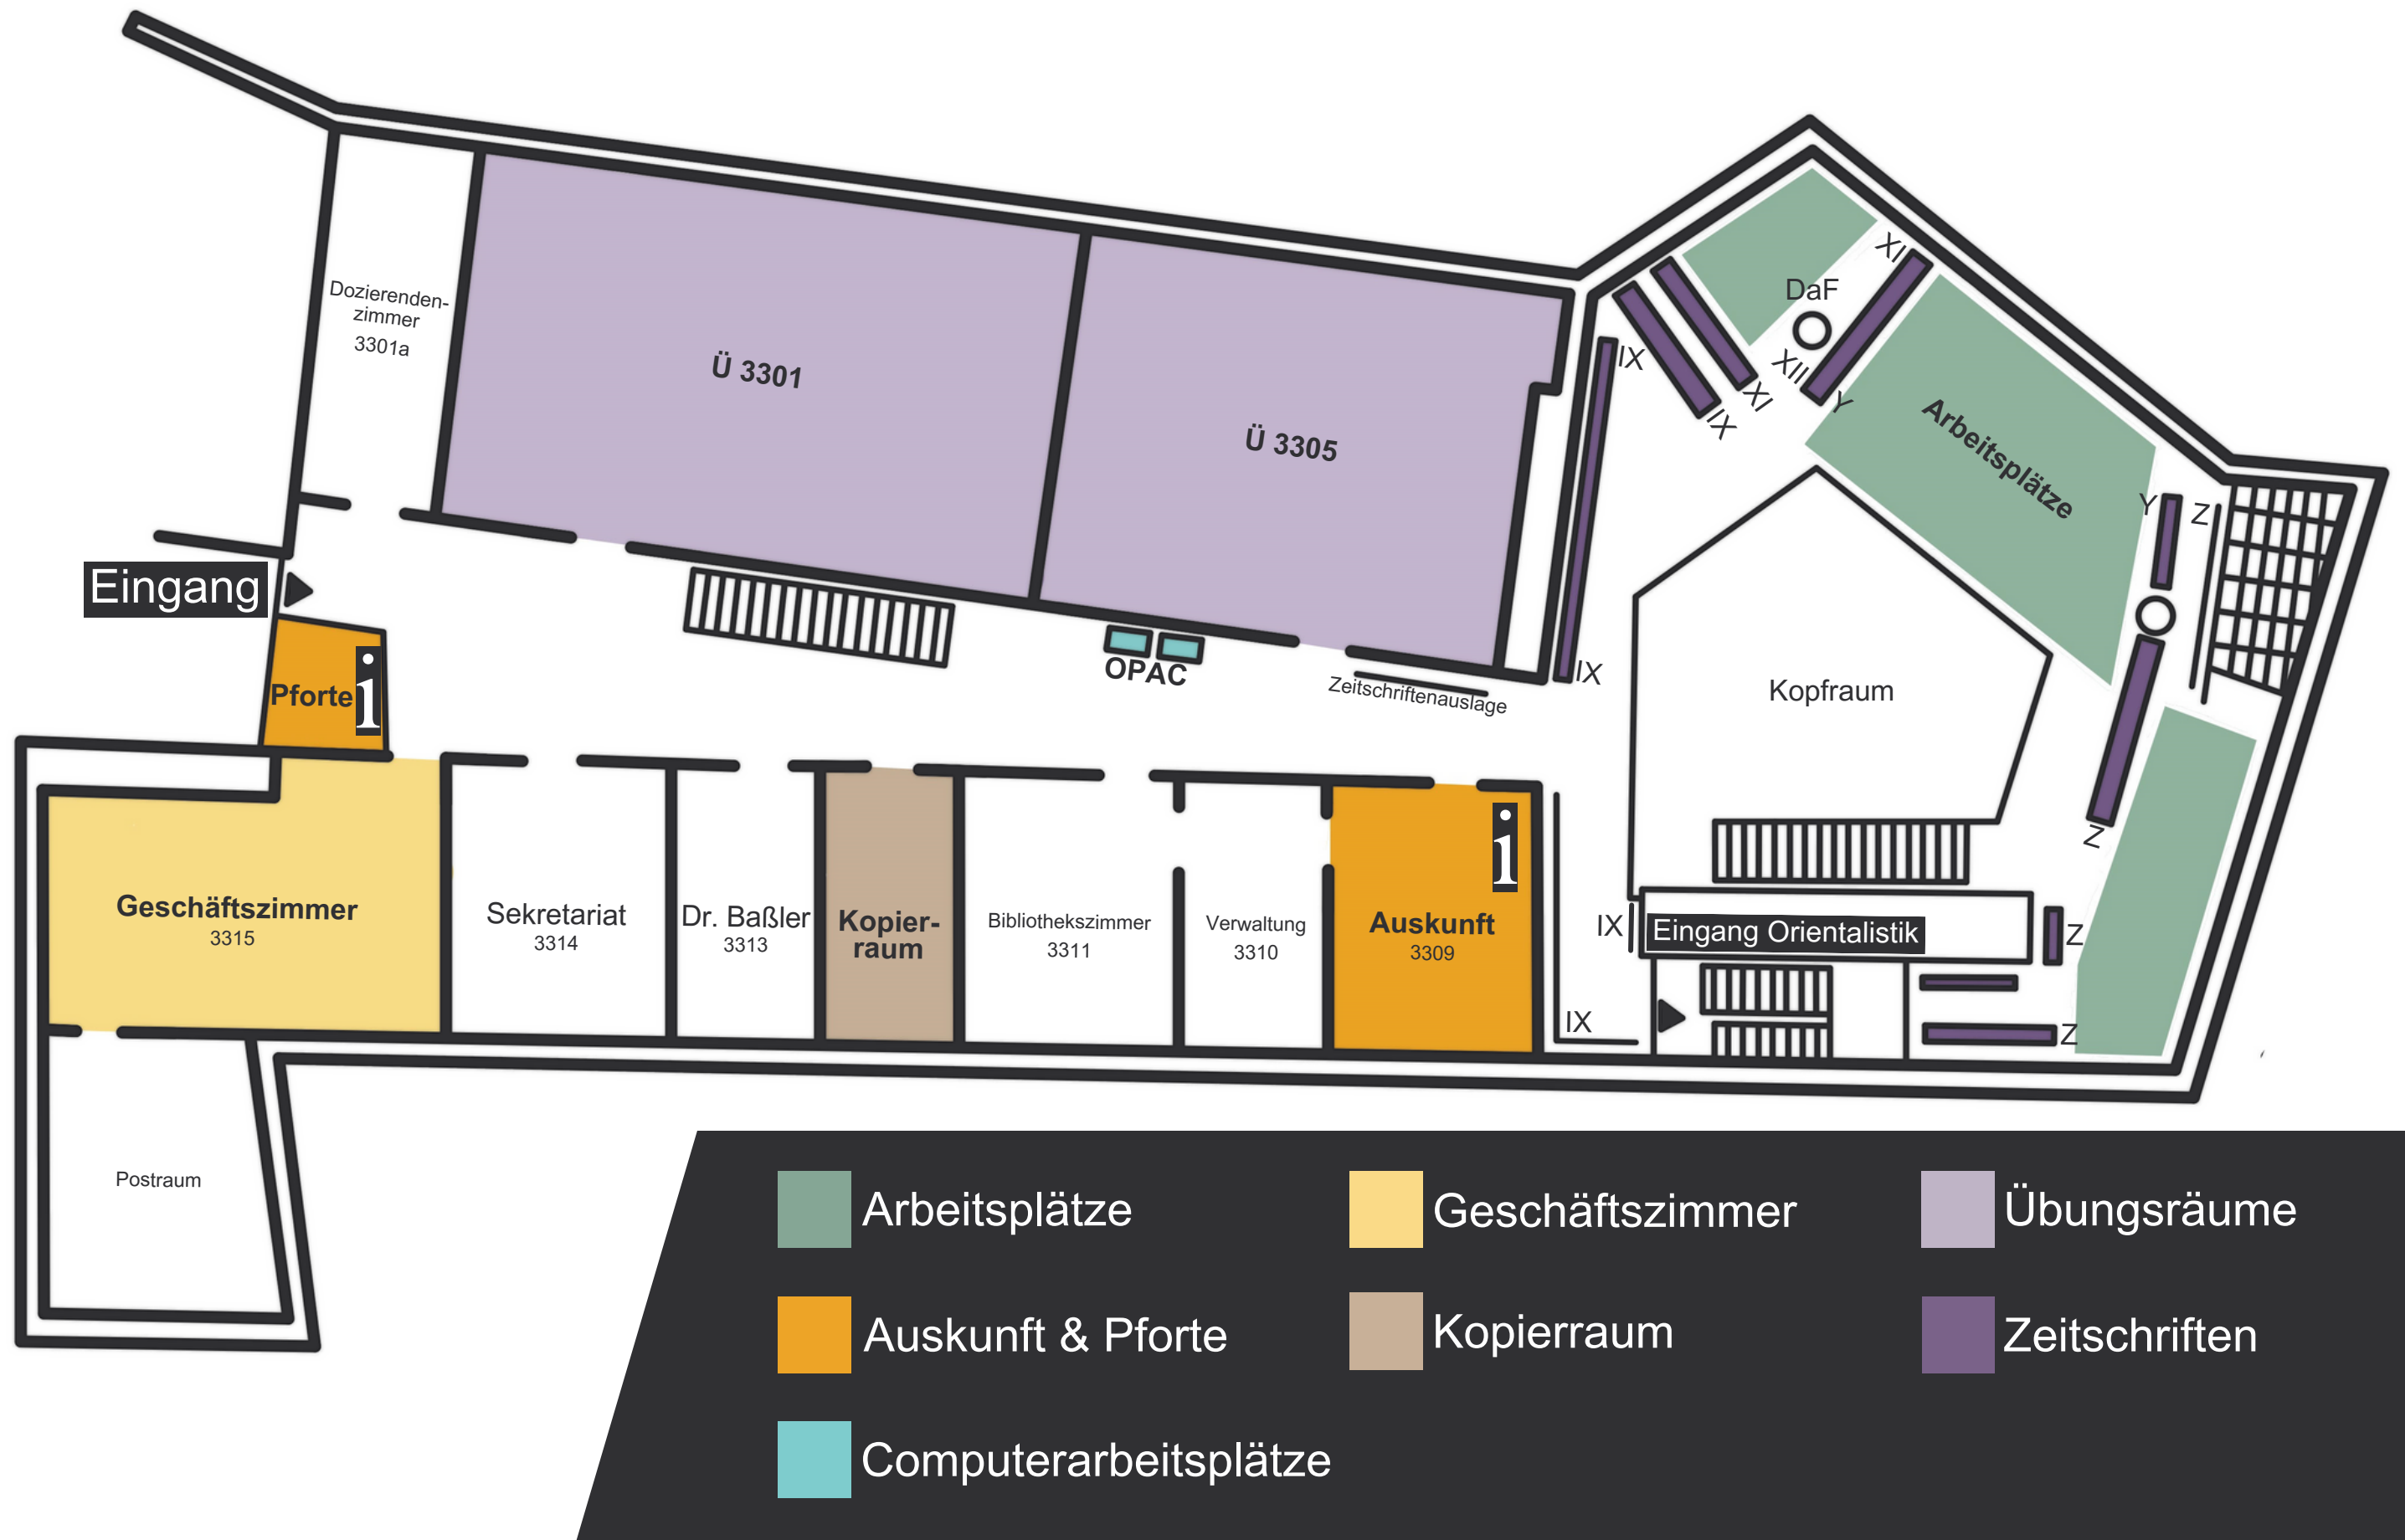 Dozierenden-
zimmer
3301a
Ü 3301
Ü 3305
IX
IX
IX
XI
XI
DaF
XIII
Y
Arbeitsplätze
Y
Z
Z
Eingang
Pforte
i
OPAC
Zeitschriftenauslage
Kopfraum
Geschäftszimmer
3315
Sekretariat
3314
Dr. Baßler
3313
Kopier-
raum
Bibliothekszimmer
3311
Verwaltung
3310
i
Auskunft
3309
IX
Eingang Orientalistik
Z
IX
Z
Postraum
Arbeitsplätze
Geschäftszimmer
Übungsräume
Auskunft & Pforte
Kopierraum
Zeitschriften
Computerarbeitsplätze